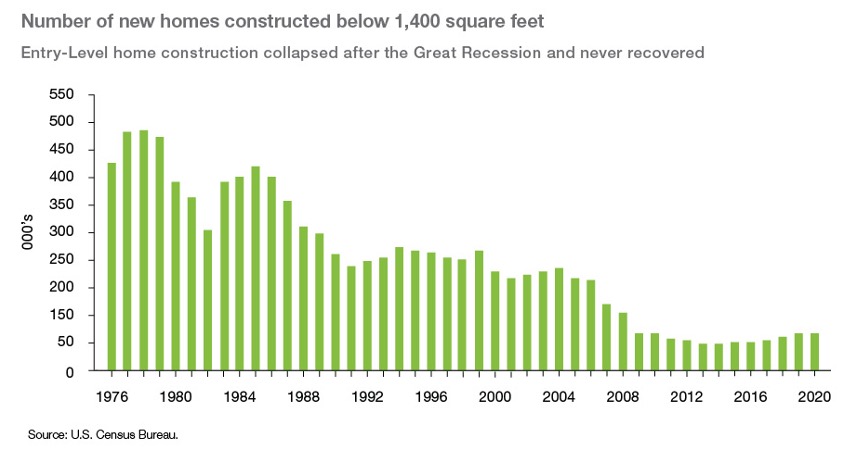 Number of new homes constructed below 1,400 square feet
Entry-Level home construction collapsed after the Great Recession and never recovered
550
500
450
400
350
300
250
200
150
50
0
000's
1976 1980 1984 1988 1992 1996 2000 2004 2008 2012 2016 2020
Source: U.S. Census Bureau.